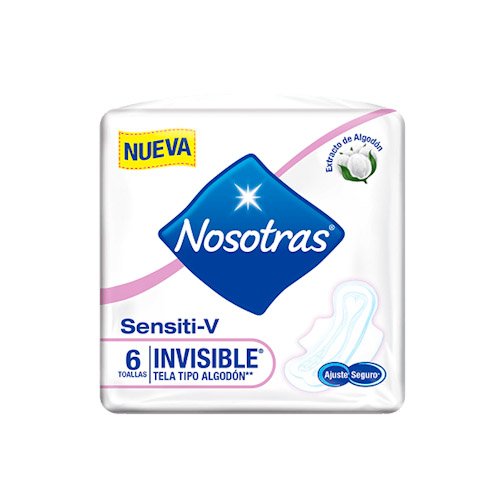 NUEVA
Extracto de Algodón
Nosotras®
Sensiti-V
6 TOALLAS
INVISIBLE®
TELA TIPO ALGODÓN**
Ajuste Seguro®